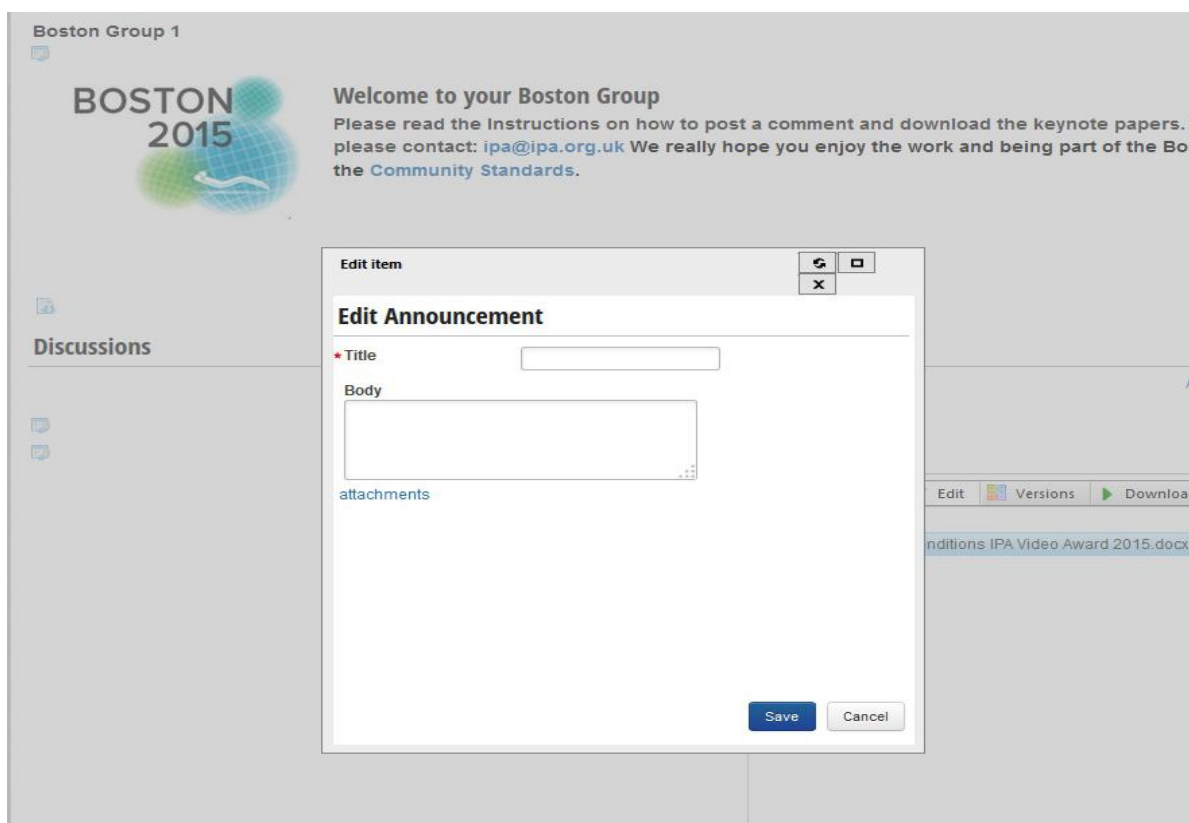 Boston Group 1
BOSTON
2015
Welcome to your Boston Group
Please read the Instructions on how to post a comment and download the keynote papers.
please contact: ipa@ipa.org.uk We really hope you enjoy the work and being part of the Bo
the Community Standards.
Edit item
Edit Announcement
Discussions
* Title
Body
attachments
Edit Versions Downloa
nditions IPA Video Award 2015.docx
Save Cancel